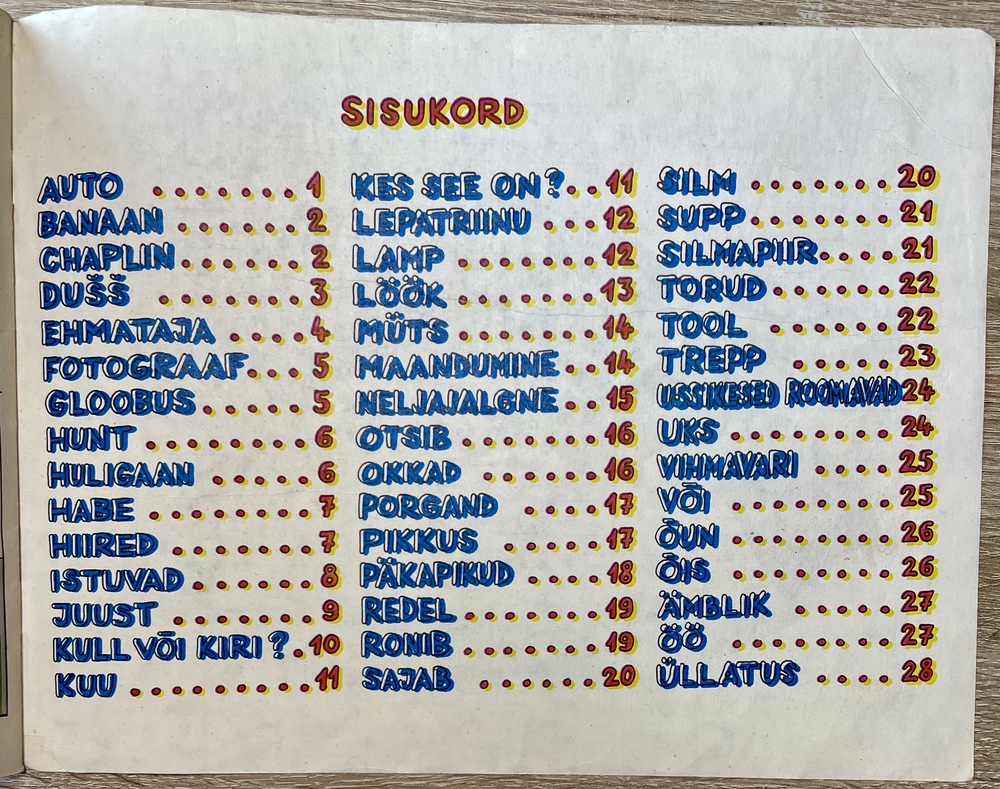 SISUKORD
AUTO ........ 1
BANAAN ...... 2
CHAPLIN ...... 2
DUŠŠ ....... 3
EHMATAJA .... 4
FOTOGRAAF... 5
GLOOBUS..... 5
HUNT ........ 6
HULIGAAN ..... 6
HABE ........ 7
HIIRED ....... 7
ISTUVAD ...... 8
JUUST ....... 9
KULL VÕI KIRI ? . 10
KUU ......... 11
KES SEE ON ? .. 11
LEPATRIINU ... 12
LAMP ....... 12
LÖÖK ....... 13
MÜTS ....... 14
MAANDUMINE .. 14
NELJAJALGNE .. 15
OTSIB ....... 16
OKKAD ...... 16
PORGAND .... 17
PIKKUS ..... 17
PÄKAPIKUD .... 18
REDEL ....... 19
RONIB ....... 19
SAJAB ...... 20
SILM ....... 20
SUPP ....... 21
SILMAPIIR.... 21
TORUD ...... 22
TOOL ...... 22
TREPP ..... 23
USSIKESED ROOMAVAD 24
UKS ........ 24
VIHMAVARI .... 25
VÕI ........ 25
ÕUN ........ 26
ÕIS ........ 26
ÄMBLIK ..... 27
ÖÖ ........ 27
ÜLLATUS .... 28